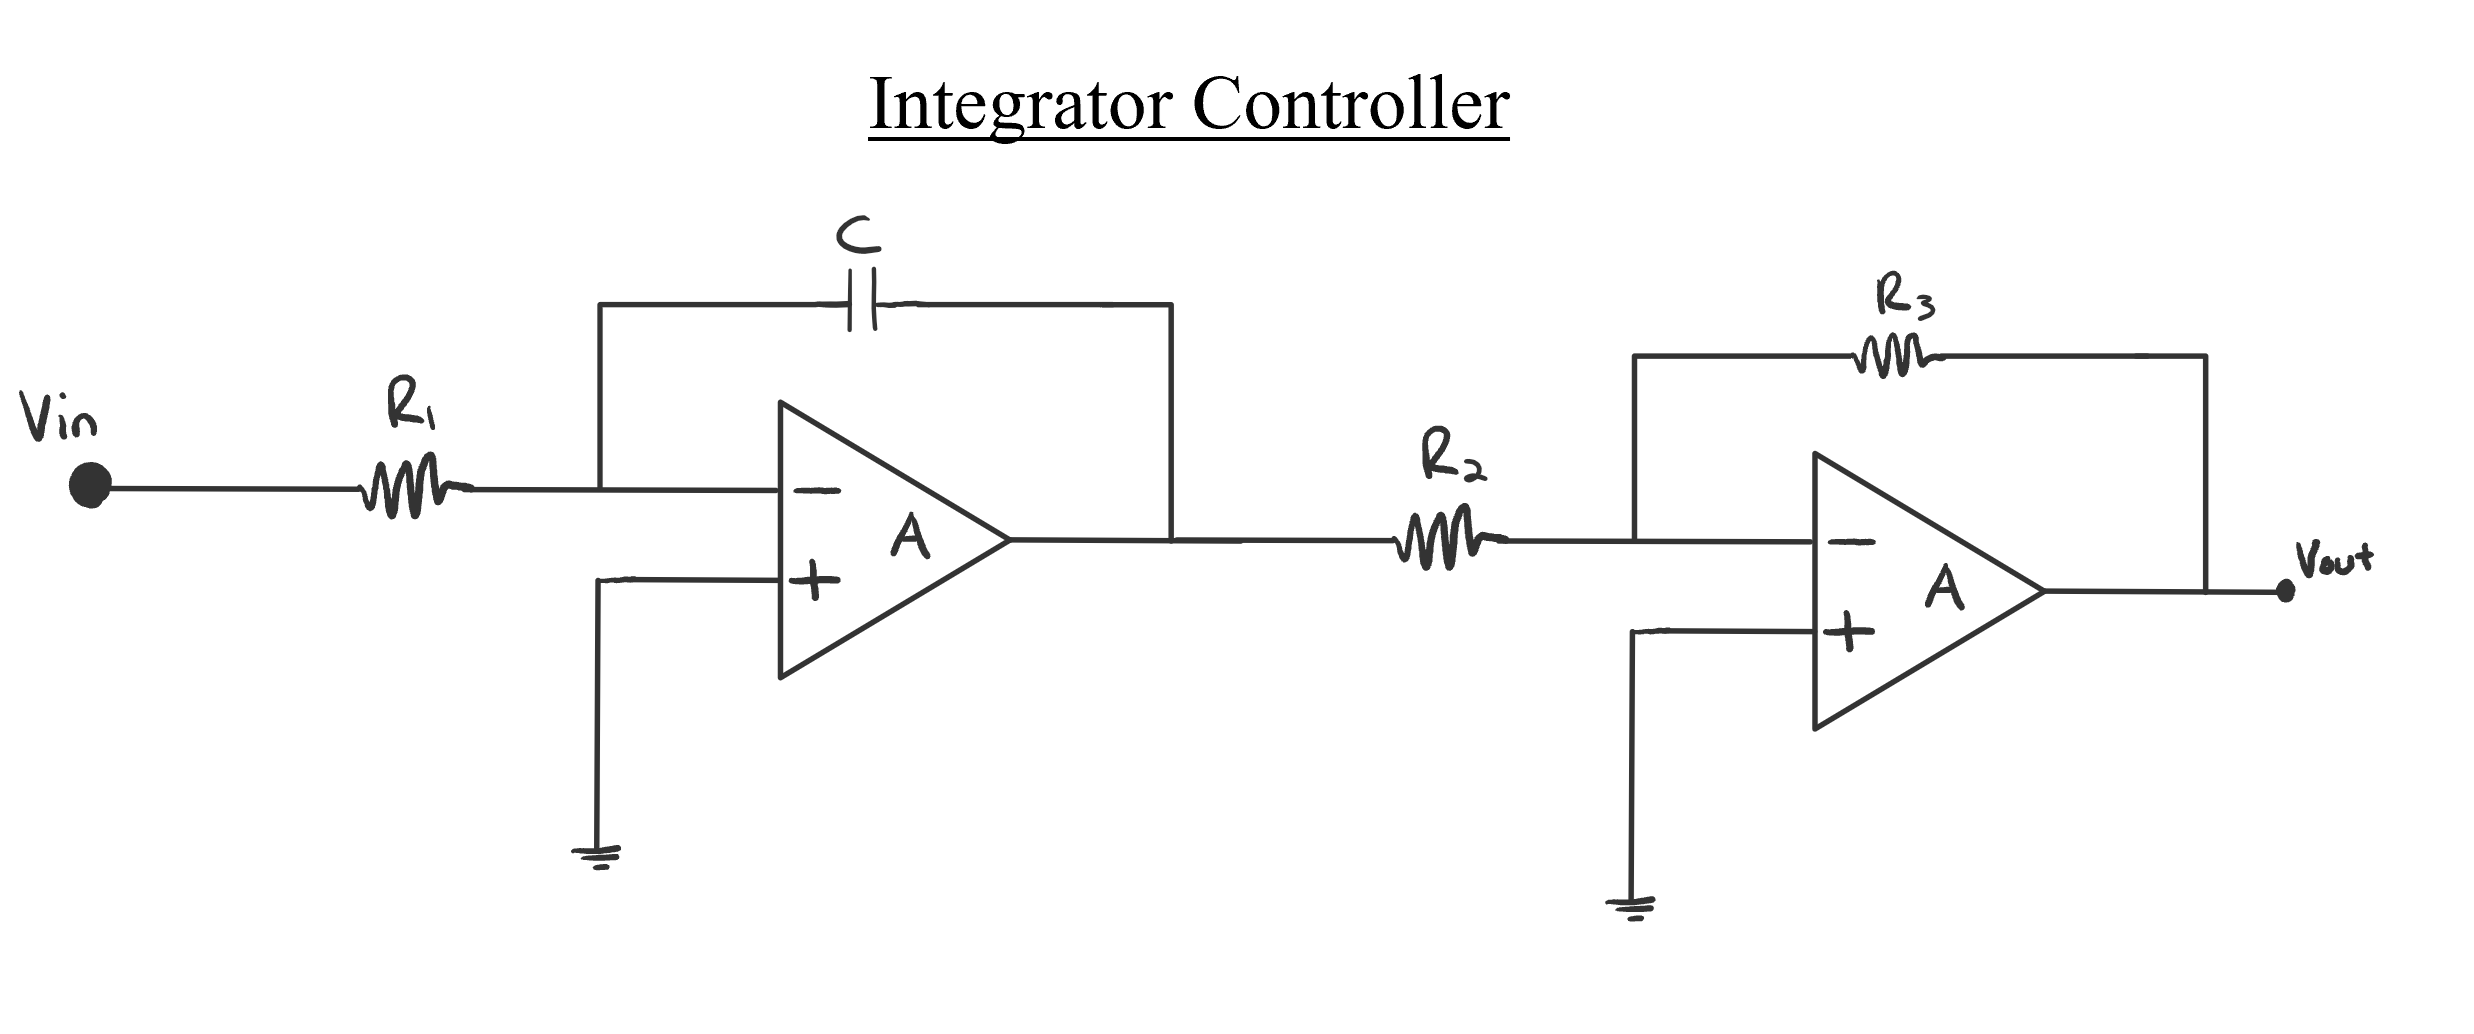 Integrator Controller
C
R3
R1
Vin
R2
−
A
+
−
A
+
Vout